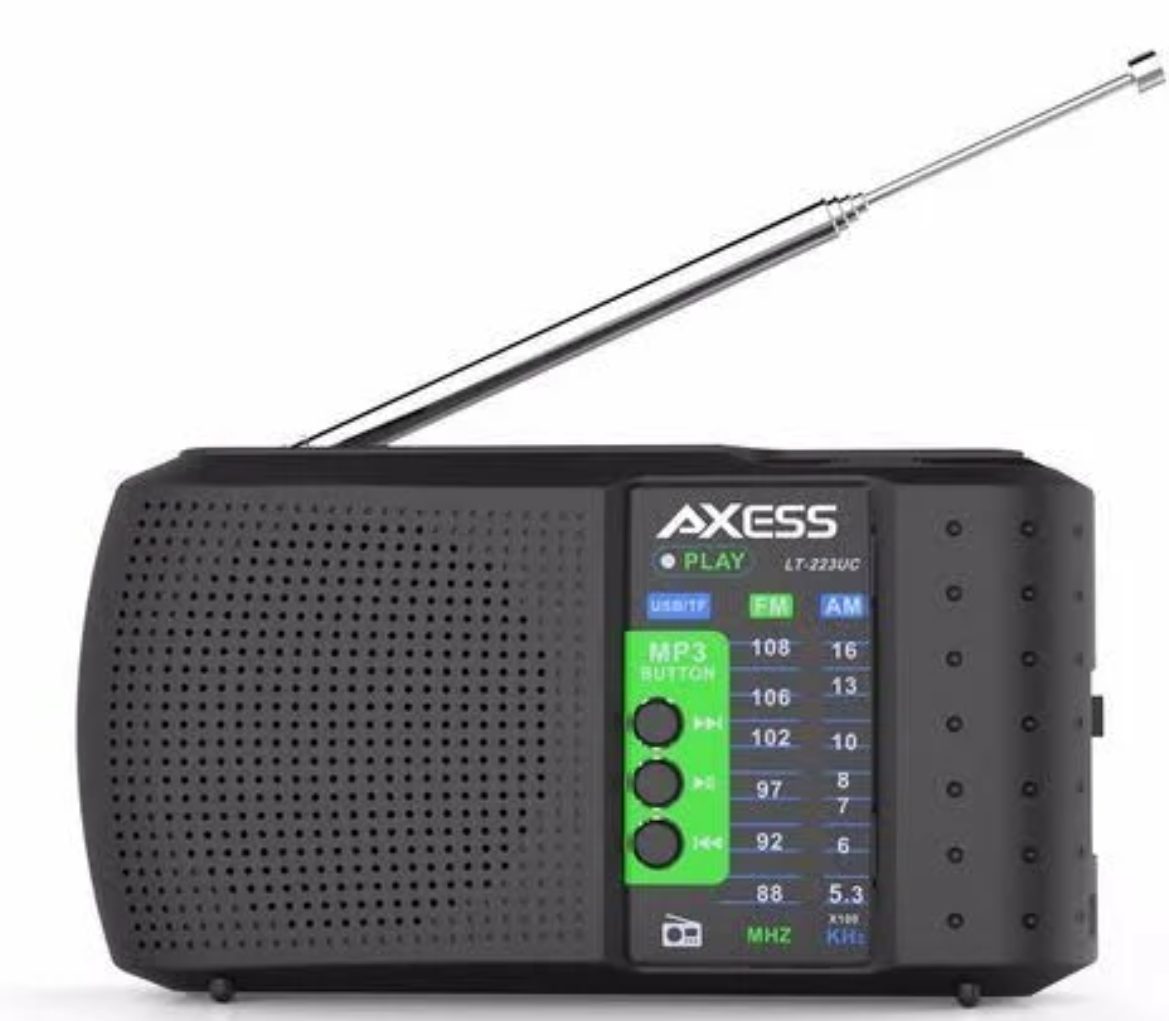 AXESS
PLAY
LT-223UC
USB/TF FM AM
MP3
BUTTON
108 16
106 13
102 10
97 8
7
92 6
88 5.3
X100
MHZ KHz